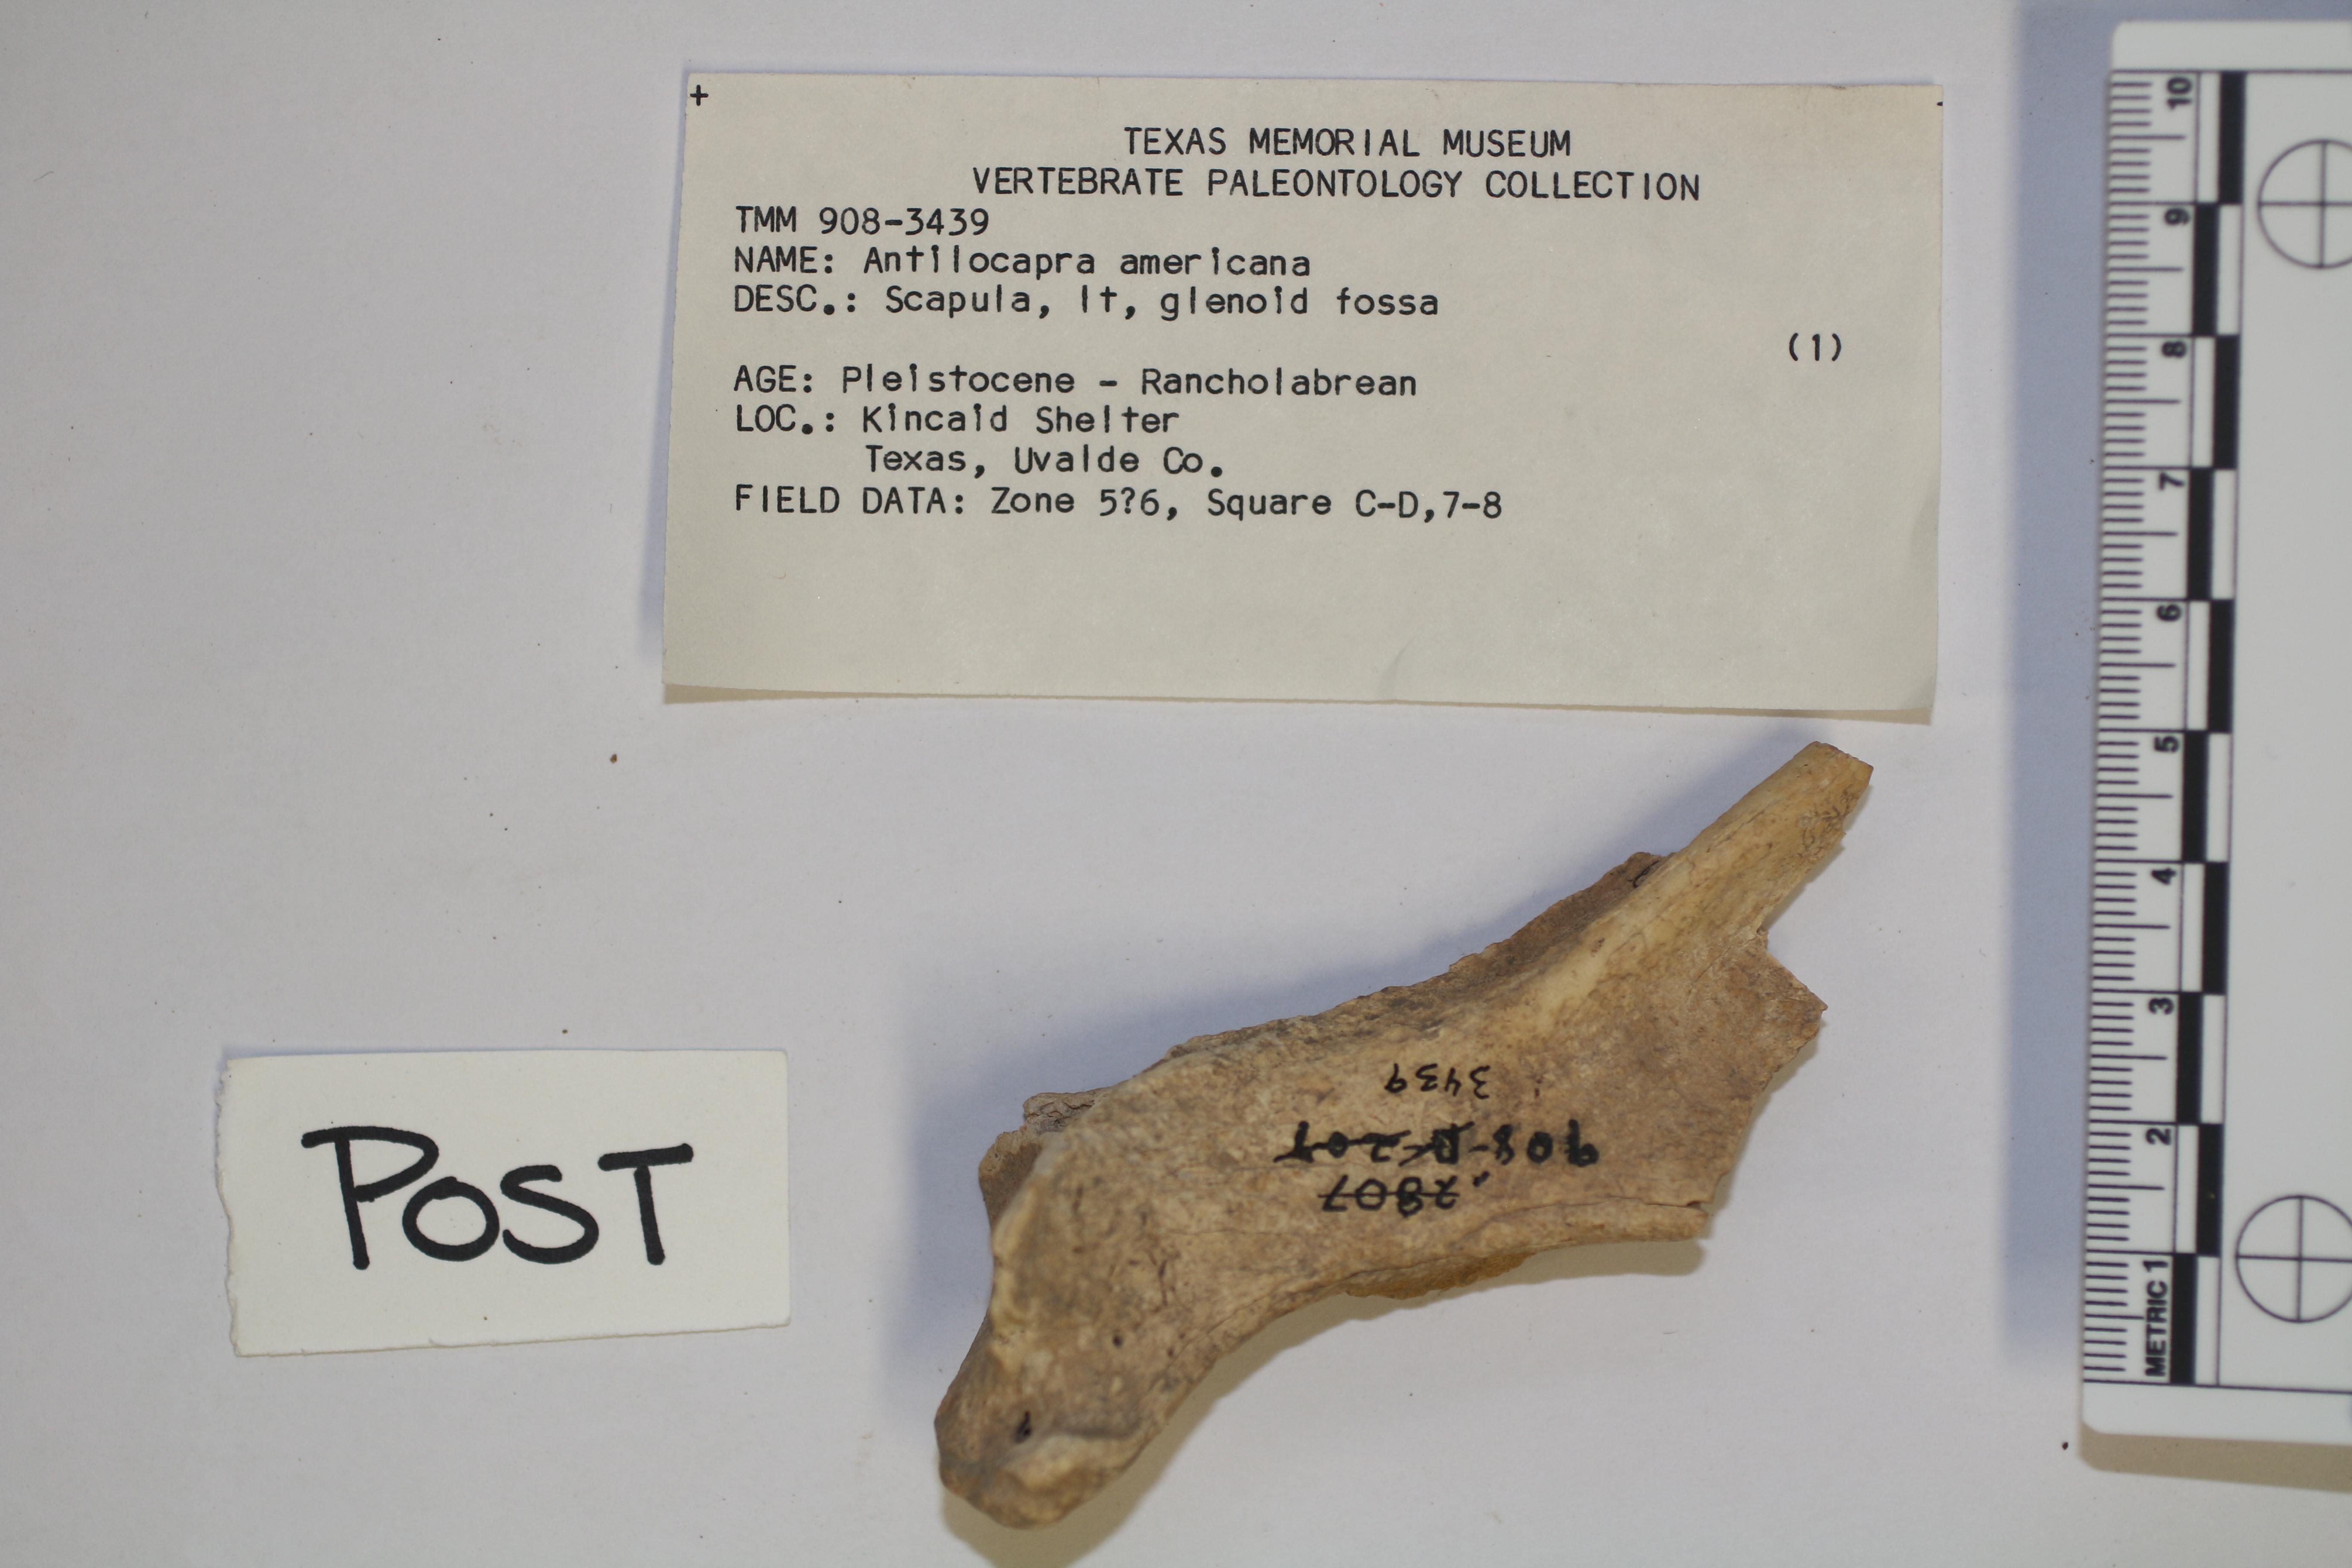 TEXAS MEMORIAL MUSEUM
VERTEBRATE PALEONTOLOGY COLLECTION
TMM 908-3439
NAME: Antilocapra americana
DESC.: Scapula, lt, glenoid fossa
(1)
AGE: Pleistocene - Rancholabrean
LOC.: Kincaid Shelter
Texas, Uvalde Co.
FIELD DATA: Zone 5?6, Square C-D,7-8
POST
2807
908-
3439
10
9
8
7
6
5
4
3
2
METRIC 1